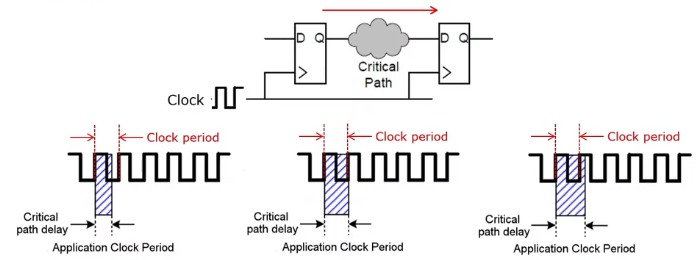 D Q
D Q
Critical
Path
Clock
Clock period
Critical
path delay
Application Clock Period
Clock period
Critical
path delay
Application Clock Period
Clock period
Critical
path delay
Application Clock Period